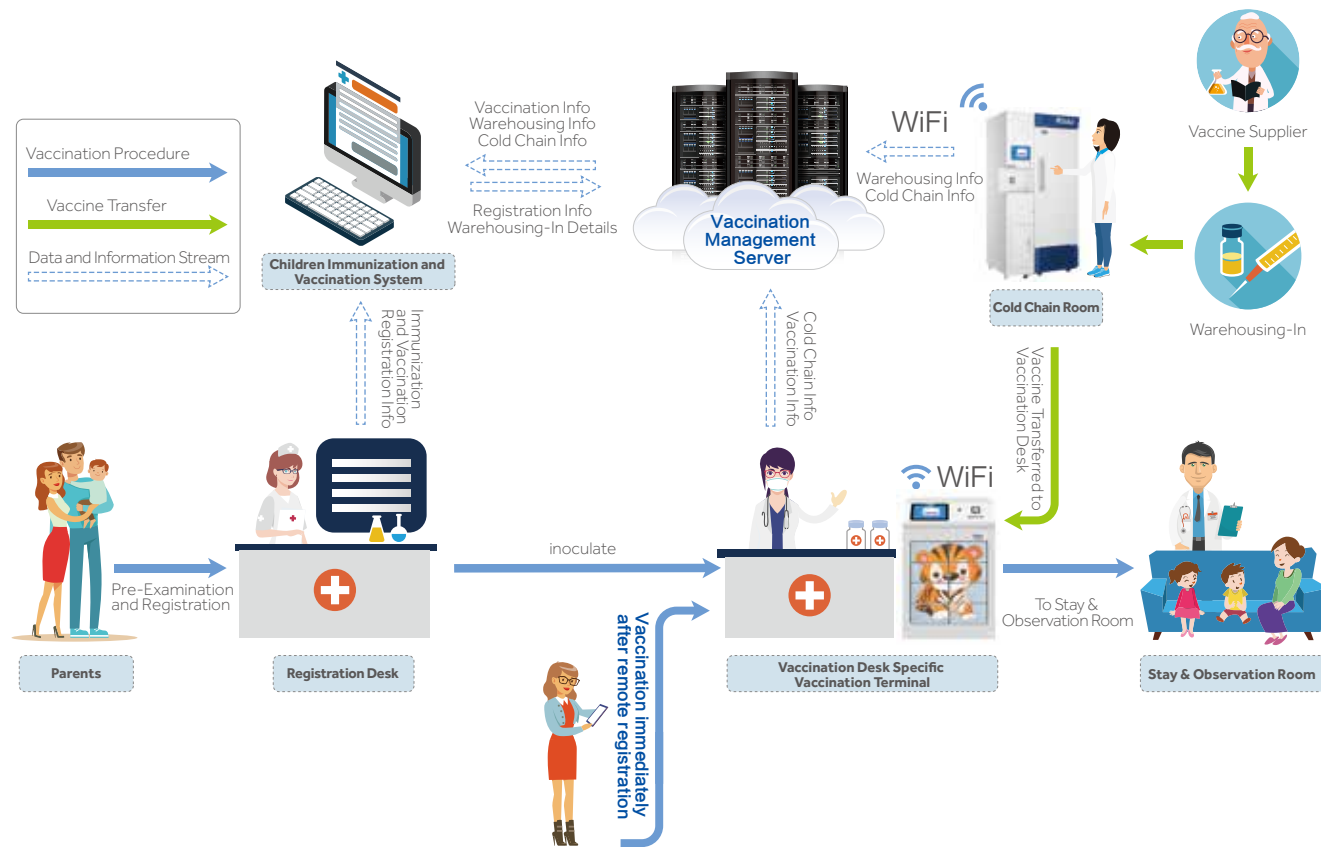 Vaccination Procedure
Vaccine Transfer
Data and Information Stream
Children Immunization and
Vaccination System
Vaccination Info
Warehousing Info
Cold Chain Info
Registration Info
Warehousing-In Details
Vaccination
Management
Server
WiFi
Warehousing Info
Cold Chain Info
Cold Chain Room
Vaccine Supplier
Warehousing-In
Immunization
and Vaccination
Registration Info
Cold Chain Info
Vaccination Info
Vaccine Transferred to
Vaccination Desk
WiFi
Pre-Examination
and Registration
inoculate
To Stay &
Observation Room
Parents
Registration Desk
Vaccination immediately
after remote registration
Vaccination Desk Specific
Vaccination Terminal
Stay & Observation Room